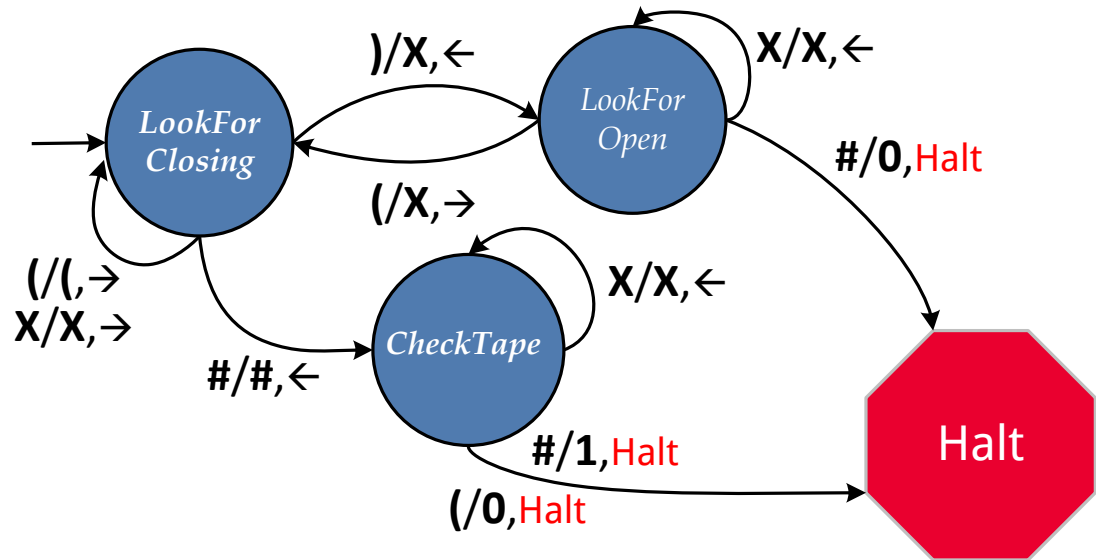 )/X,←
X/X,←
LookFor
Closing
LookFor
Open
#/0,Halt
(/X,→
(/(,→
X/X,→
X/X,←
CheckTape
#/#,←
#/1,Halt
(/0,Halt
Halt